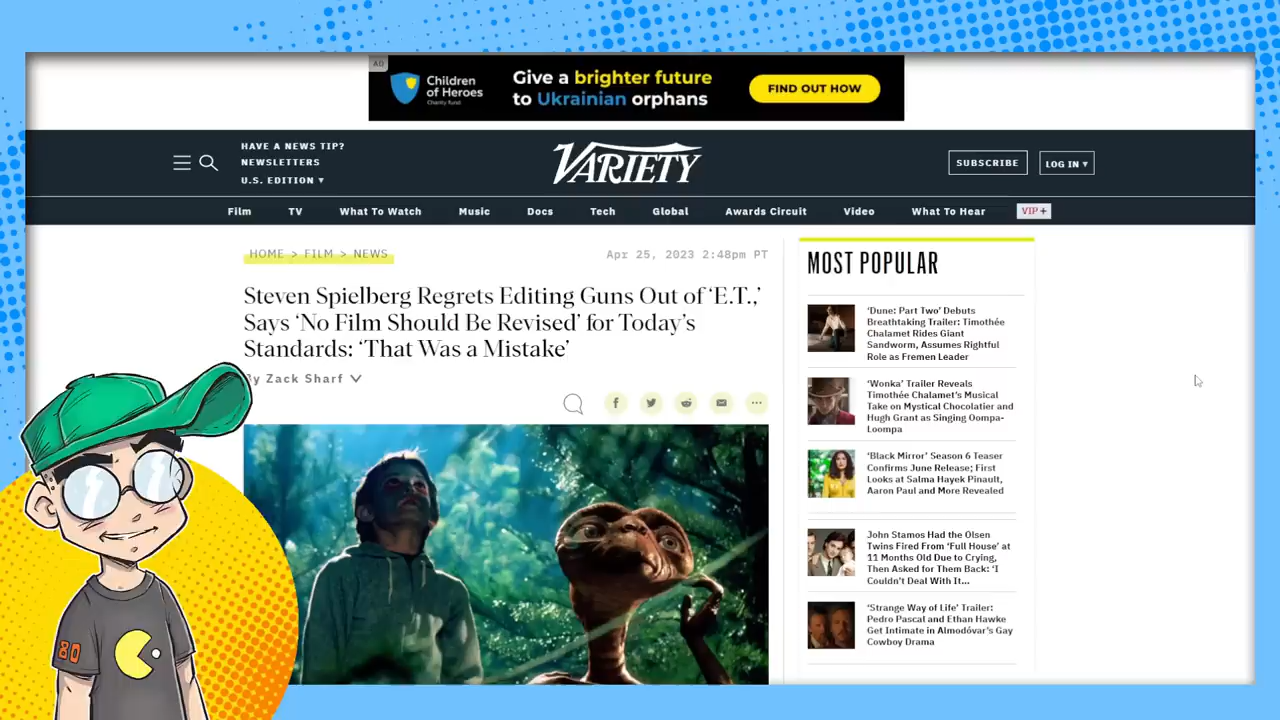 AD
Children
of Heroes
Charity fund
Give a brighter future
to Ukrainian orphans
FIND OUT HOW
HAVE A NEWS TIP?
NEWSLETTERS
U.S. EDITION ▾
VARIETY
SUBSCRIBE
LOG IN ▾
Film TV What To Watch Music Docs Tech Global Awards Circuit Video What To Hear VIP+
HOME > FILM > NEWS
Apr 25, 2023 2:48pm PT
Steven Spielberg Regrets Editing Guns Out of ‘E.T.,’
Says ‘No Film Should Be Revised’ for Today’s
Standards: ‘That Was a Mistake’
y Zack Sharf
MOST POPULAR
‘Dune: Part Two’ Debuts
Breathtaking Trailer: Timothée
Chalamet Rides Giant
Sandworm, Assumes Rightful
Role as Fremen Leader
‘Wonka’ Trailer Reveals
Timothée Chalamet’s Musical
Take on Mystical Chocolatier and
Hugh Grant as Singing Oompa-
Loompa
‘Black Mirror’ Season 6 Teaser
Confirms June Release; First
Looks at Salma Hayek Pinault,
Aaron Paul and More Revealed
John Stamos Had the Olsen
Twins Fired From ‘Full House’ at
11 Months Old Due to Crying,
Then Asked for Them Back: ‘I
Couldn’t Deal With It...
‘Strange Way of Life’ Trailer:
Pedro Pascal and Ethan Hawke
Get Intimate in Almodóvar’s Gay
Cowboy Drama
80